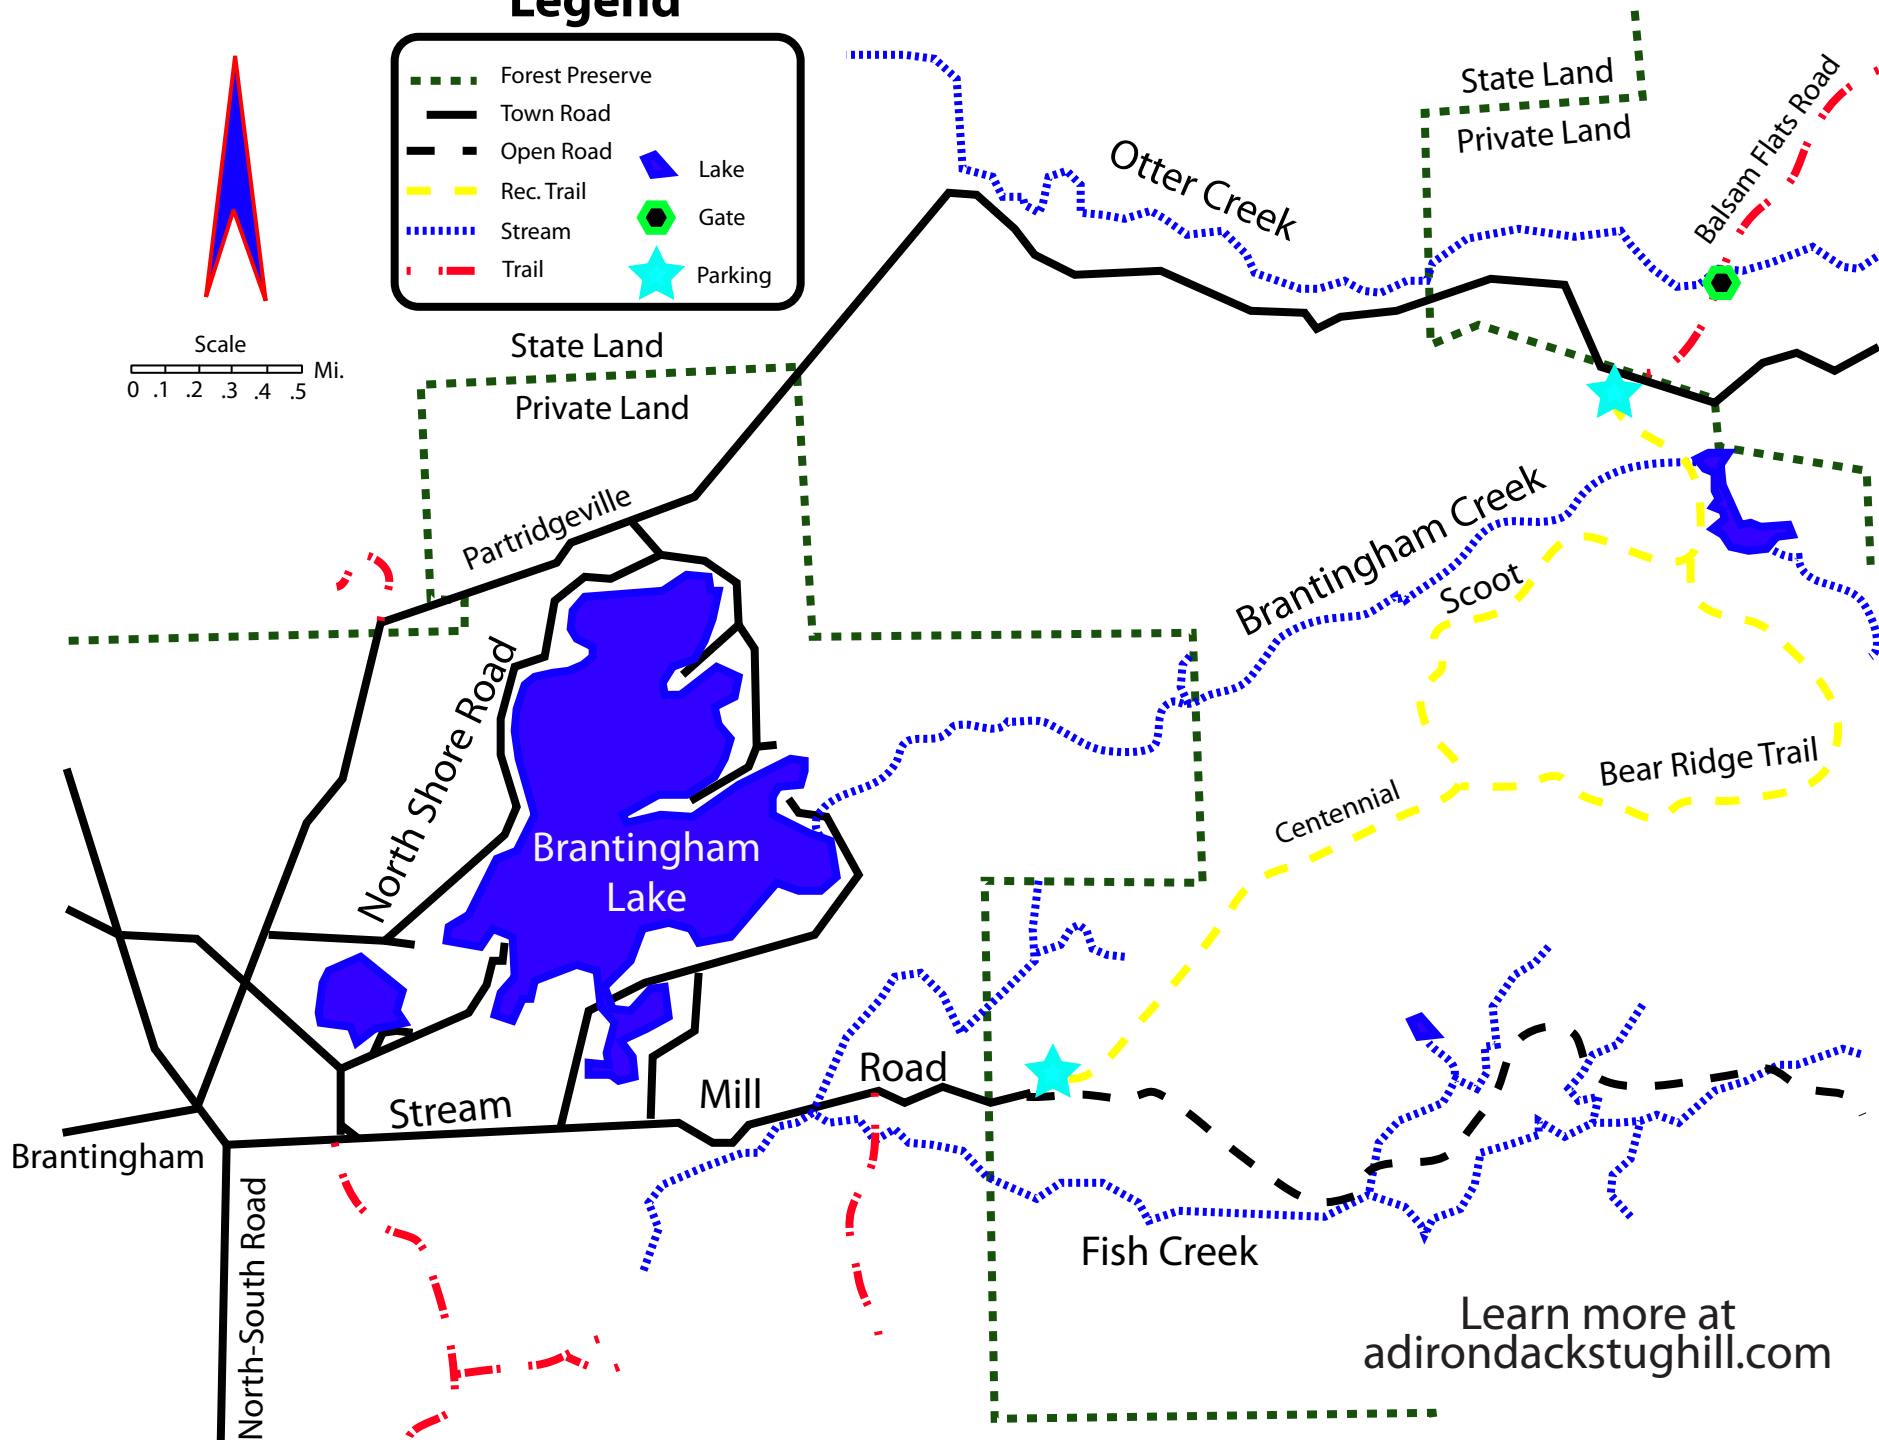 Legend
Forest Preserve
Town Road
Open Road
Rec. Trail
Stream
Trail
Lake
Gate
Parking
Scale
0 .1 .2 .3 .4 .5 Mi.
State Land
Private Land
State Land
Private Land
Balsam Flats Road
Otter Creek
Partridgeville
North Shore Road
Brantingham Creek
Scoot
Bear Ridge Trail
Centennial
Brantingham
Lake
Stream
Mill
Road
Brantingham
North-South Road
Fish Creek
Learn more at
adirondackstughill.com